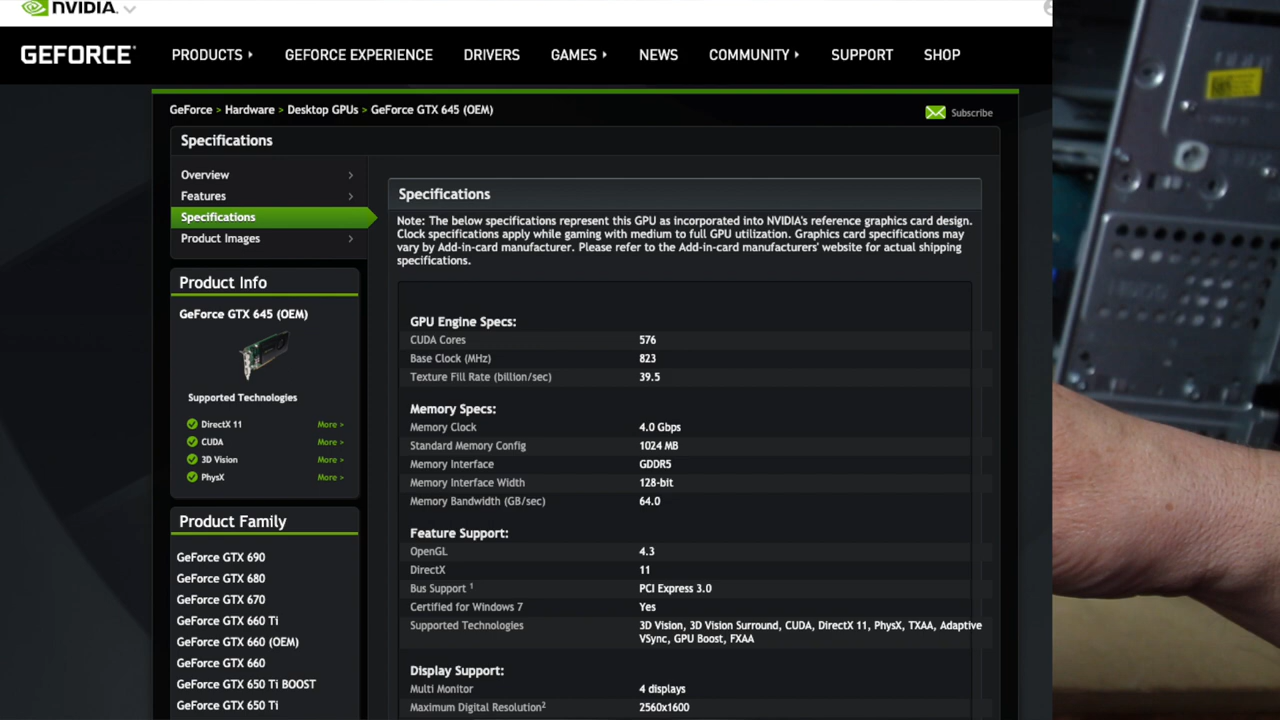 NVIDIA.
GEFORCE
PRODUCTS GEFORCE EXPERIENCE DRIVERS GAMES NEWS COMMUNITY SUPPORT SHOP
GeForce > Hardware > Desktop GPUs > GeForce GTX 645 (OEM)
Subscribe
Specifications
Overview
Features
Specifications
Product Images
Product Info
GeForce GTX 645 (OEM)
Supported Technologies
DirectX 11 More >
CUDA More >
3D Vision More >
PhysX More >
Product Family
GeForce GTX 690
GeForce GTX 680
GeForce GTX 670
GeForce GTX 660 Ti
GeForce GTX 660 (OEM)
GeForce GTX 660
GeForce GTX 650 Ti BOOST
GeForce GTX 650 Ti
Specifications
Note: The below specifications represent this GPU as incorporated into NVIDIA's reference graphics card design.
Clock specifications apply while gaming with medium to full GPU utilization. Graphics card specifications may
vary by Add-in-card manufacturer. Please refer to the Add-in-card manufacturers' website for actual shipping
specifications.
GPU Engine Specs:
CUDA Cores 576
Base Clock (MHz) 823
Texture Fill Rate (billion/sec) 39.5
Memory Specs:
Memory Clock 4.0 Gbps
Standard Memory Config 1024 MB
Memory Interface GDDR5
Memory Interface Width 128-bit
Memory Bandwidth (GB/sec) 64.0
Feature Support:
OpenGL 4.3
DirectX 11
Bus Support 1 PCI Express 3.0
Certified for Windows 7 Yes
Supported Technologies 3D Vision, 3D Vision Surround, CUDA, DirectX 11, PhysX, TXAA, Adaptive
VSync, GPU Boost, FXAA
Display Support:
Multi Monitor 4 displays
Maximum Digital Resolution2 2560x1600